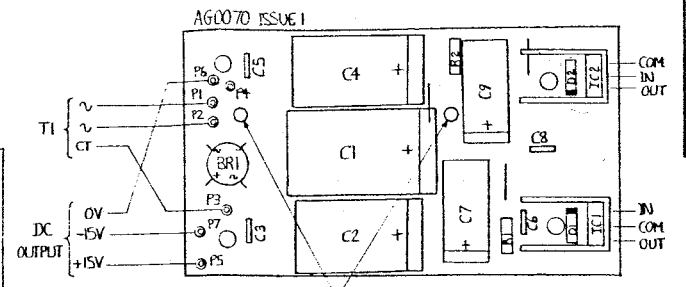 AG0070 ISSUE 1
P6
C5
P1
P4
P2
T1
~
~
CT
BR1
~
+
-
~
P3
DC
OUTPUT
0V
-15V
+15V
P7
P5
C3
C4
+
C1
+
C2
+
R2
C9
+
C8
C7
+
C6
D2
IC2
COM
IN
OUT
D1
IC1
IN
COM
OUT